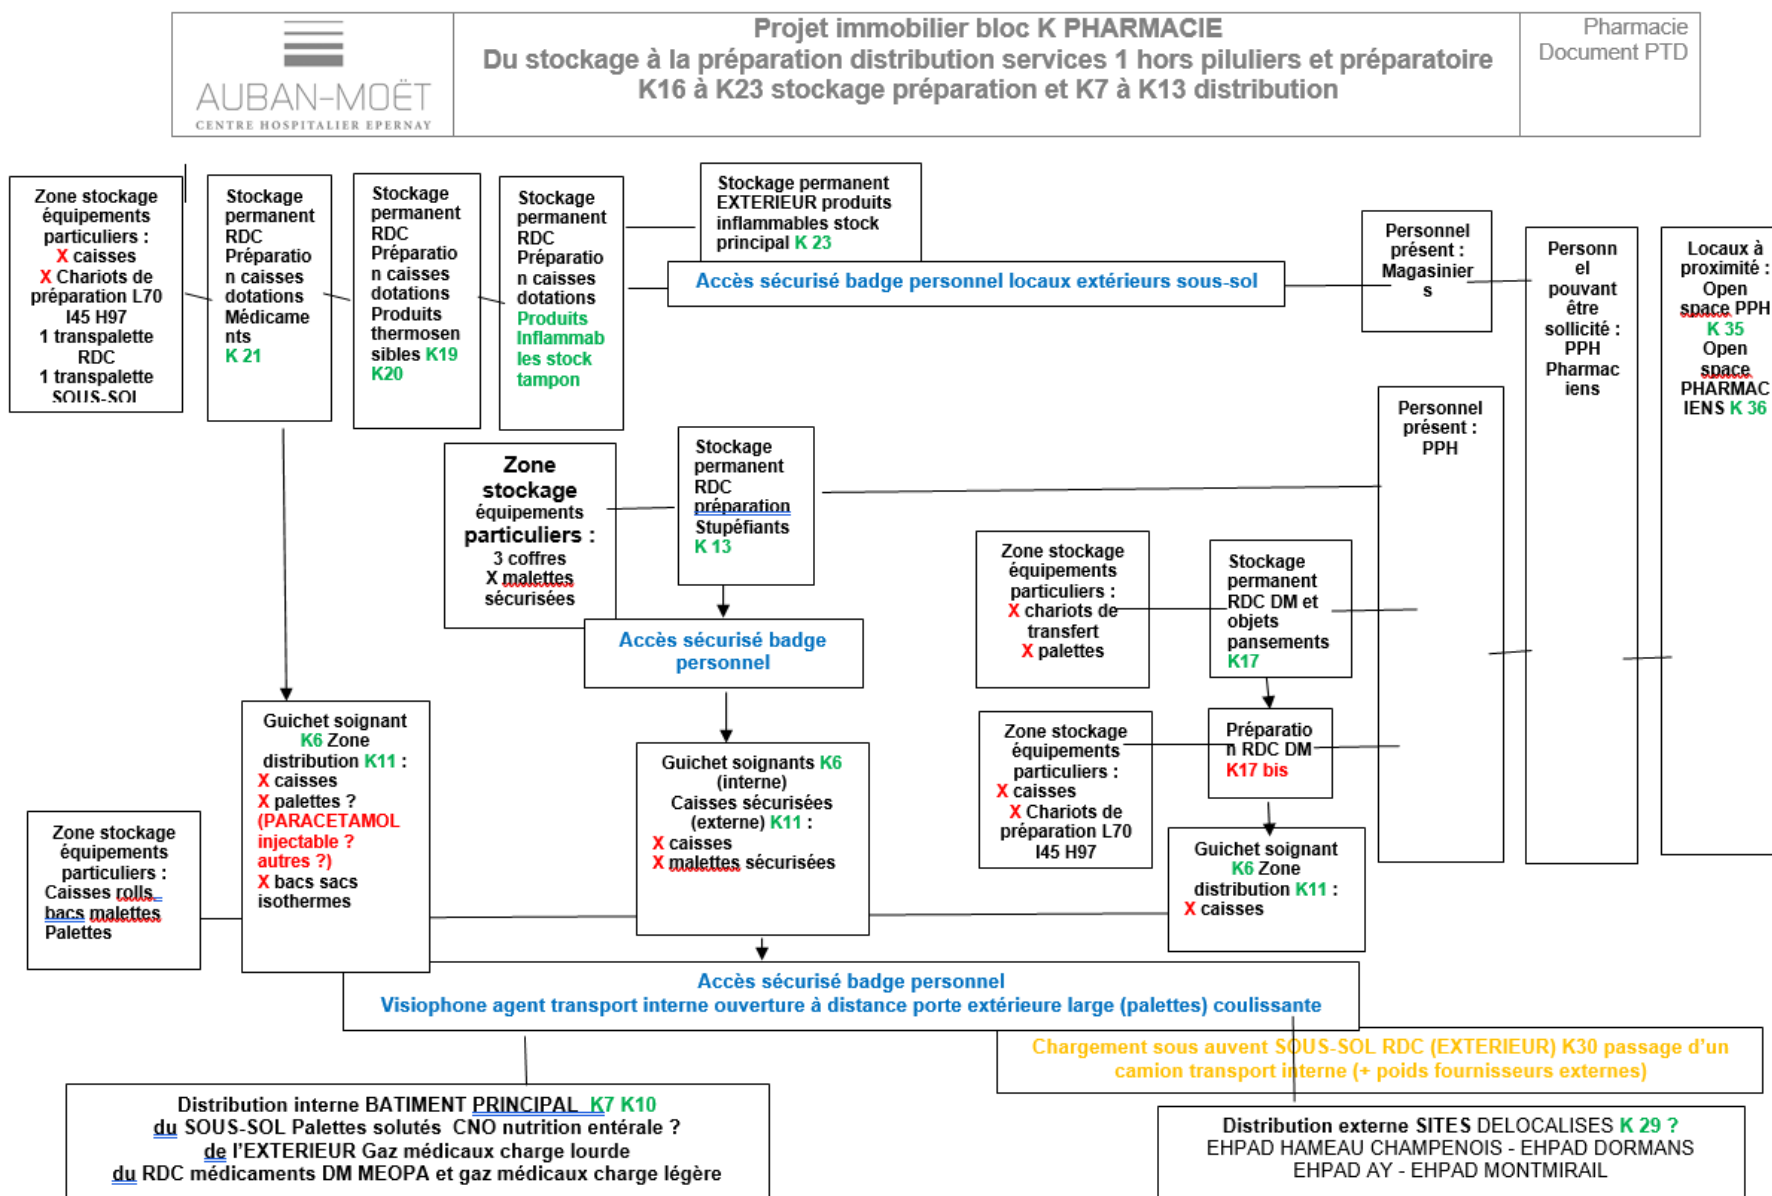 AUBAN-MOËT
CENTRE HOSPITALIER EPERNAY
Projet immobilier bloc K PHARMACIE
Du stockage à la préparation distribution services 1 hors piluliers et préparatoire
K16 à K23 stockage préparation et K7 à K13 distribution
Pharmacie
Document PTD
Zone stockage
équipements
particuliers :
X caisses
X Chariots de
préparation L70
I45 H97
1 transpalette
RDC
1 transpalette
SOUS-SOL
Stockage
permanent
RDC
Préparatio
n caisses
dotations
Médicame
nts
K 21
Stockage
permanent
RDC
Préparatio
n caisses
dotations
Produits
thermosen
sibles K19
K20
Stockage
permanent
RDC
Préparatio
n caisses
dotations
Produits
Inflammab
les stock
tampon
Stockage permanent
EXTERIEUR produits
inflammables stock
principal K 23
Accès sécurisé badge personnel locaux extérieurs sous-sol
Personnel
présent :
Magasinier
s
Personn
el
pouvant
être
sollicité :
PPH
Pharmac
iens
Locaux à
proximité :
Open
space PPH
K 35
Open
space
PHARMAC
IENS K 36
Zone
stockage
équipements
particuliers :
3 coffres
X malettes
sécurisées
Stockage
permanent
RDC
préparation
Stupéfiants
K 13
Personnel
présent :
PPH
Zone stockage
équipements
particuliers :
X chariots de
transfert
X palettes
Stockage
permanent
RDC DM et
objets
pansements
K17
Accès sécurisé badge
personnel
Guichet soignant
K6 Zone
distribution K11 :
X caisses
X palettes ?
(PARACETAMOL
injectable ?
autres ?)
X bacs sacs
isothermes
Guichet soignants K6
(interne)
Caisses sécurisées
(externe) K11 :
X caisses
X malettes sécurisées
Zone stockage
équipements
particuliers :
X caisses
X Chariots de
préparation L70
I45 H97
Préparatio
n RDC DM
K17 bis
Guichet soignant
K6 Zone
distribution K11 :
X caisses
Zone stockage
équipements
particuliers :
Caisses rolls
bacs malettes
Palettes
Accès sécurisé badge personnel
Visiophone agent transport interne ouverture à distance porte extérieure large (palettes) coulissante
Chargement sous auvent SOUS-SOL RDC (EXTERIEUR) K30 passage d'un
camion transport interne (+ poids fournisseurs externes)
Distribution interne BATIMENT PRINCIPAL K7 K10
du SOUS-SOL Palettes solutés CNO nutrition entérale ?
de l'EXTERIEUR Gaz médicaux charge lourde
du RDC médicaments DM MEOPA et gaz médicaux charge légère
Distribution externe SITES DELOCALISES K 29 ?
EHPAD HAMEAU CHAMPENOIS - EHPAD DORMANS
EHPAD AY - EHPAD MONTMIRAIL